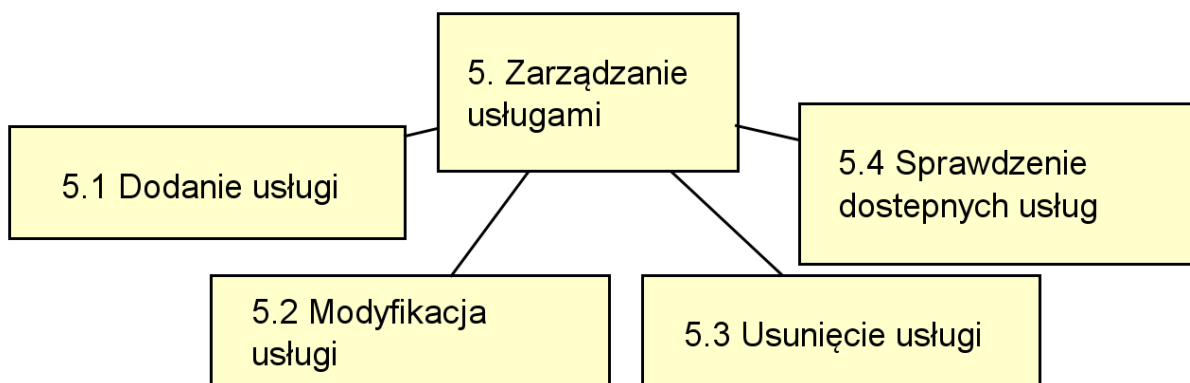 5. Zarządzanie
usługami
5.1 Dodanie usługi
5.4 Sprawdzenie
dostepnych usług
5.2 Modyfikacja
usługi
5.3 Usunięcie usługi